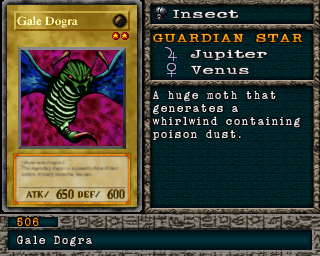 Gale Dogra
ATK/ 650 DEF/ 600
Insect
GUARDIAN STAR
Jupiter
Venus
A huge moth that
generates a
whirlwind containing
poison dust.
506
Gale Dogra